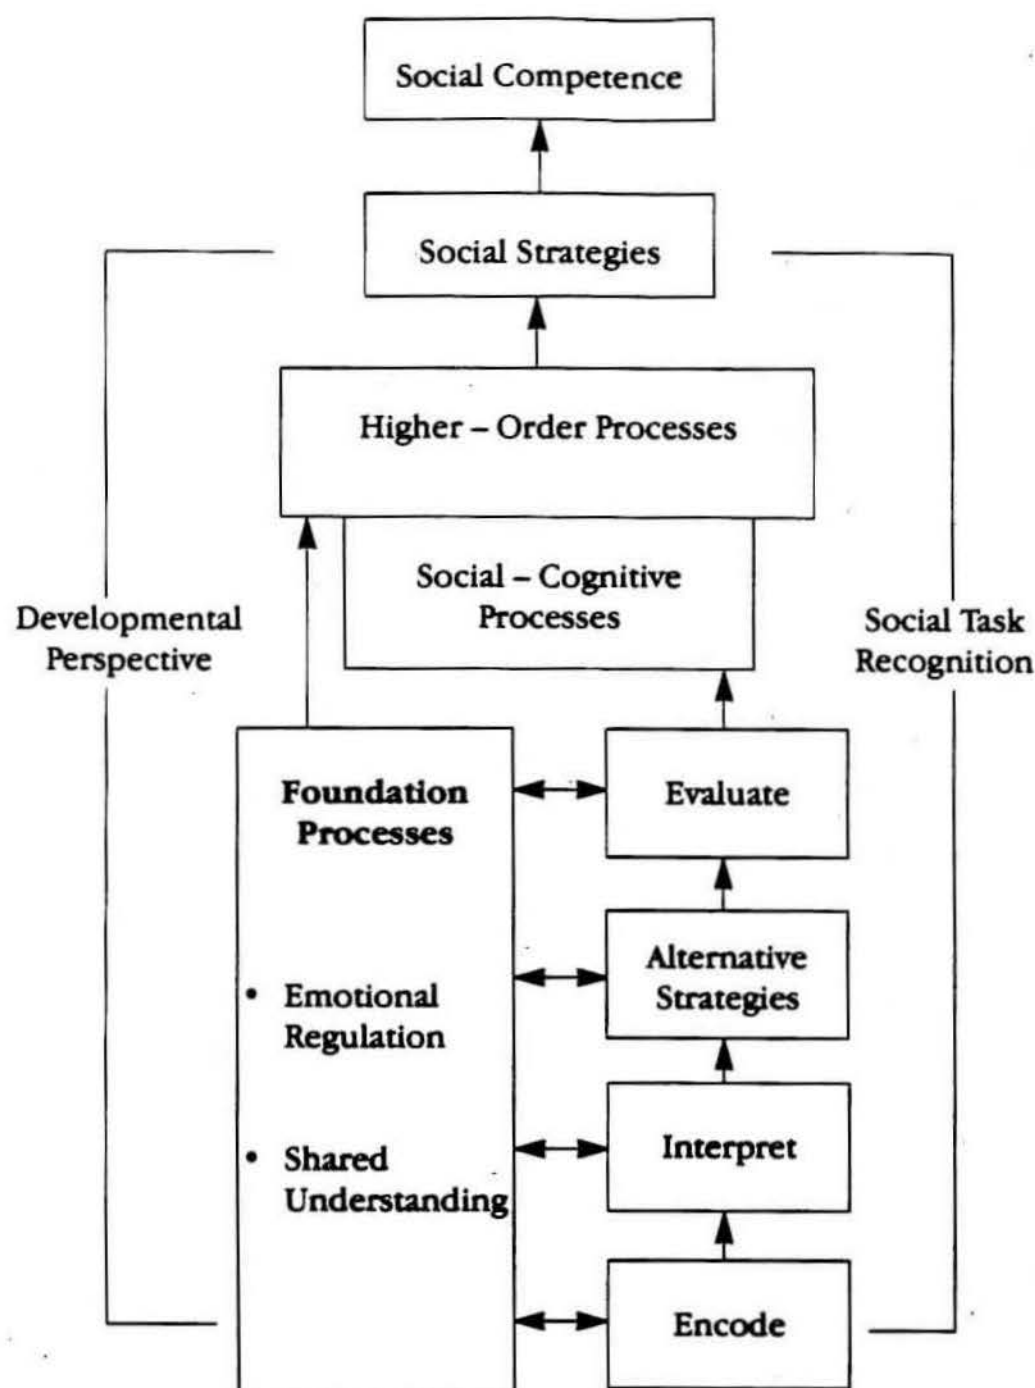 Social Competence
Social Strategies
Higher – Order Processes
Social – Cognitive
Processes
Developmental
Perspective
Social Task
Recognition
Foundation
Processes
• Emotional
Regulation
• Shared
Understanding
Evaluate
Alternative
Strategies
Interpret
Encode